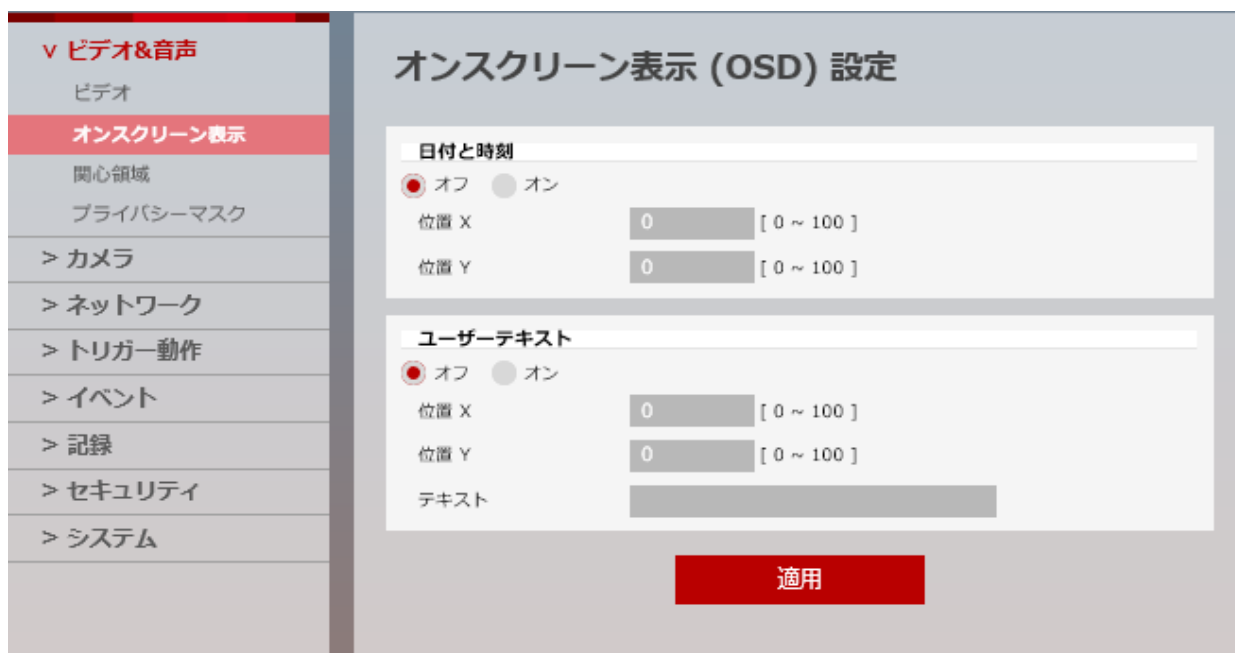 v ビデオ&音声
ビデオ
オンスクリーン表示
関心領域
プライバシーマスク
> カメラ
> ネットワーク
> トリガー動作
> イベント
> 記録
> セキュリティ
> システム
オンスクリーン表示 (OSD) 設定
日付と時刻
オフ オン
位置 X 0 [ 0 ~ 100 ]
位置 Y 0 [ 0 ~ 100 ]
ユーザーテキスト
オフ オン
位置 X 0 [ 0 ~ 100 ]
位置 Y 0 [ 0 ~ 100 ]
テキスト
適用